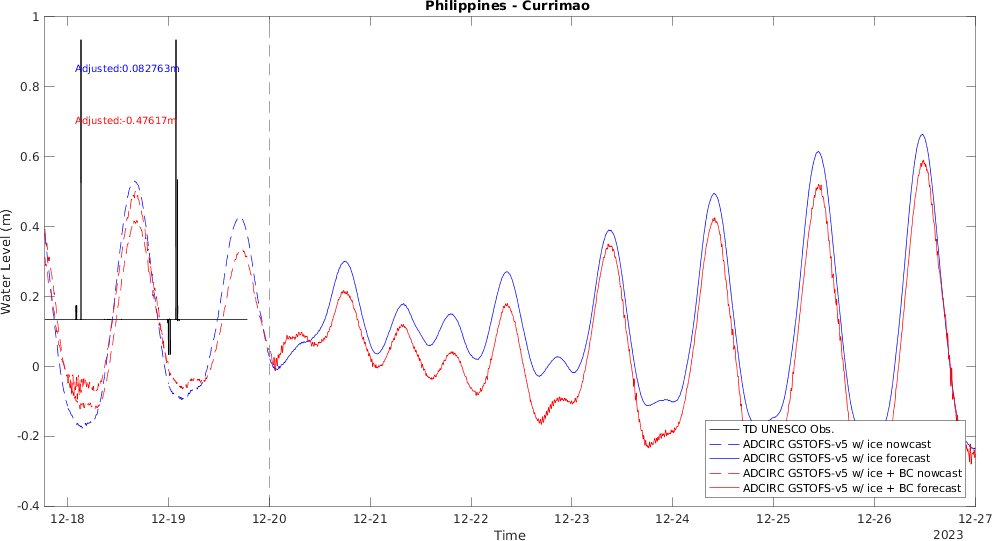 Philippines - Currimao
Water Level (m)
1
0.8
0.6
0.4
0.2
0
-0.2
-0.4
Adjusted:0.082763m
Adjusted:-0.47617m
TD UNESCO Obs.
ADCIRC GSTOFS-v5 w/ ice nowcast
ADCIRC GSTOFS-v5 w/ ice forecast
ADCIRC GSTOFS-v5 w/ ice + BC nowcast
ADCIRC GSTOFS-v5 w/ ice + BC forecast
12-18 12-19 12-20 12-21 12-22 12-23 12-24 12-25 12-26 12-27
Time
2023